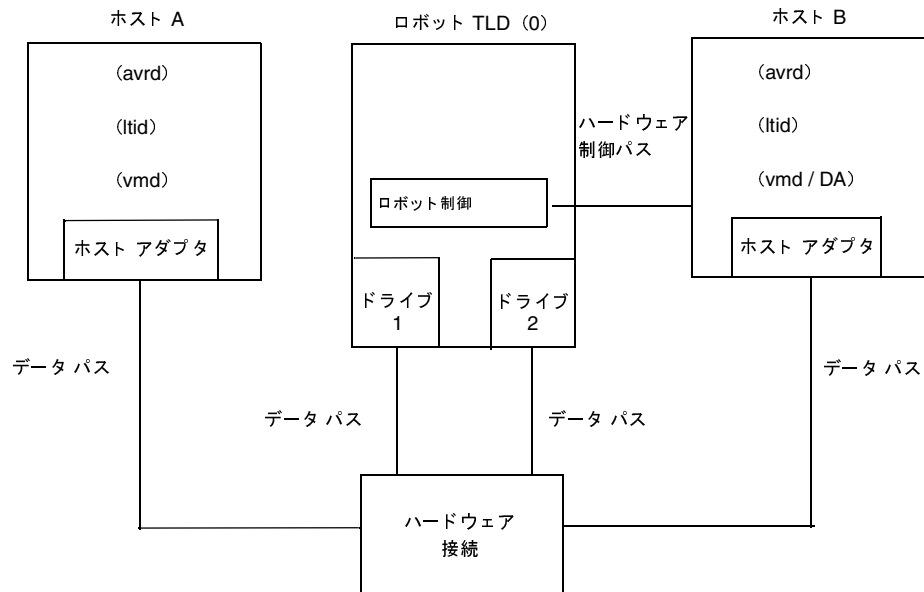 ホスト A
(avrd)
(ltid)
(vmd)
ホスト アダプタ
ロボット TLD (0)
ロボット制御
ドライブ
1
ドライブ
2
ハードウェア
制御パス
ホスト B
(avrd)
(ltid)
(vmd / DA)
ホスト アダプタ
データ パス
データ パス
データ パス
データ パス
ハードウェア
接続